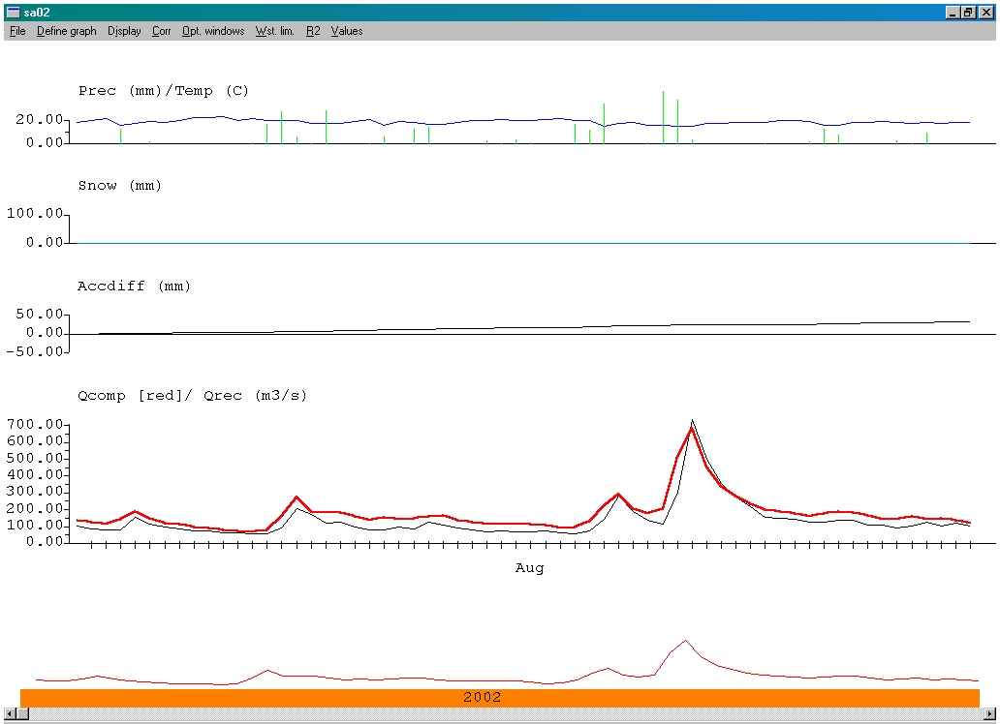 sa02
File Define graph Display Corr Opt. windows Wst. lim. R2 Values
Prec (mm)/Temp (C)
20.00
0.00
Snow (mm)
100.00
0.00
Accdiff (mm)
50.00
0.00
-50.00
Qcomp [red]/ Qrec (m3/s)
700.00
600.00
500.00
400.00
300.00
200.00
100.00
0.00
Aug
2002